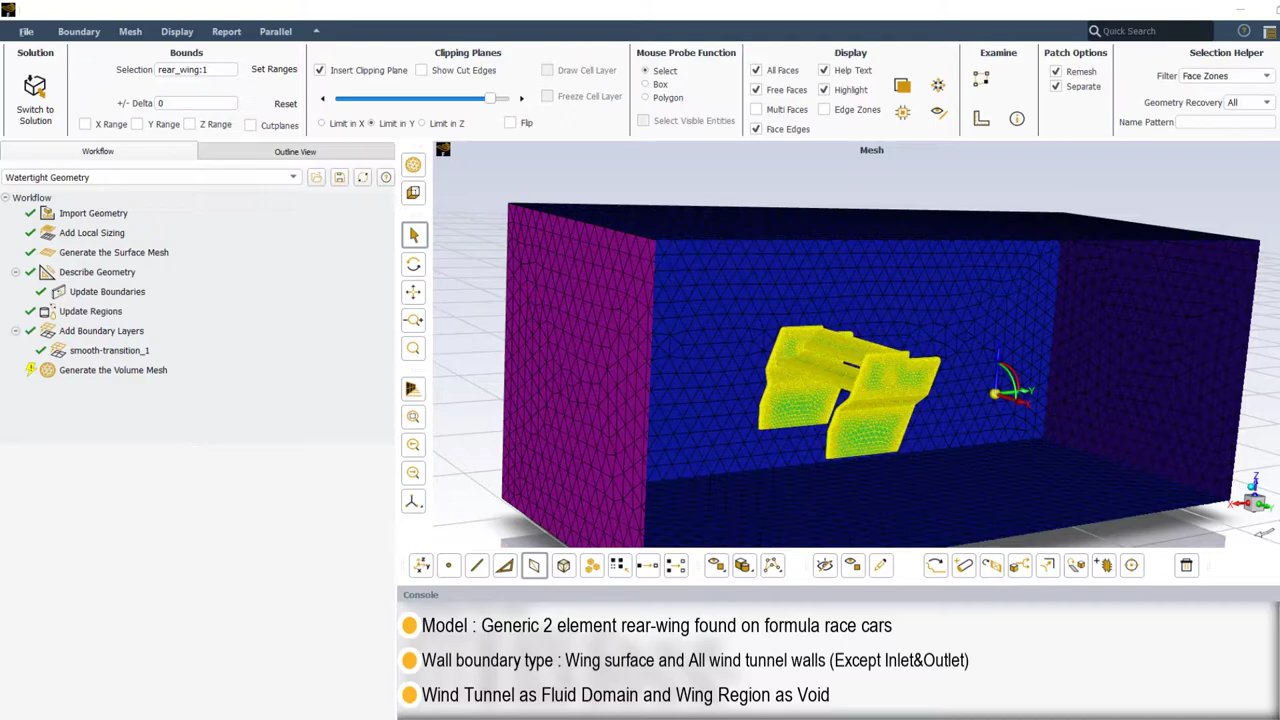 File Boundary Mesh Display Report Parallel Quick Search
Solution Bounds Clipping Planes Mouse Probe Function Display Examine Patch Options Selection Helper
Selection rear_wing:1 Set Ranges Insert Clipping Plane Show Cut Edges Draw Cell Layer Select All Faces Help Text Remesh Filter Face Zones
Box Free Faces Highlight Separate
Freeze Cell Layer Polygon
+/- Delta 0 Reset Multi Faces Edge Zones Geometry Recovery All
Switch to Solution X Range Y Range Z Range Cutplanes Limit in X Limit in Y Limit in Z Flip Select Visible Entities Face Edges Name Pattern
Workflow Outline View Mesh
Watertight Geometry
Workflow
Import Geometry
Add Local Sizing
Generate the Surface Mesh
Describe Geometry
Update Boundaries
Update Regions
Add Boundary Layers
smooth-transition_1
Generate the Volume Mesh
Y
X
Z
X
Y
Console
Model : Generic 2 element rear-wing found on formula race cars
Wall boundary type : Wing surface and All wind tunnel walls (Except Inlet&Outlet)
Wind Tunnel as Fluid Domain and Wing Region as Void